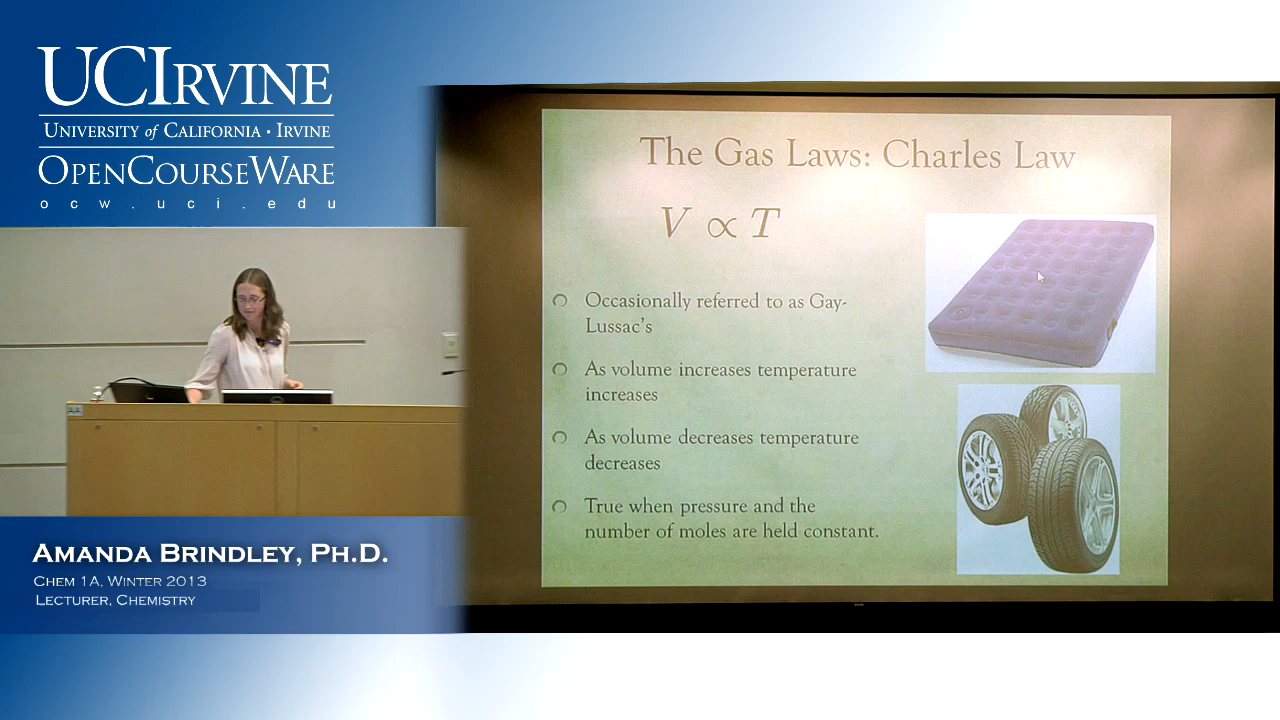 UCIRVINE
UNIVERSITY of CALIFORNIA · IRVINE
OPENCOURSEWARE
ocw.uci.edu
AMANDA BRINDLEY, PH.D.
CHEM 1A, WINTER 2013
LECTURER, CHEMISTRY
The Gas Laws: Charles Law
V ∝ T
Occasionally referred to as Gay-
Lussac's
As volume increases temperature
increases
As volume decreases temperature
decreases
True when pressure and the
number of moles are held constant.